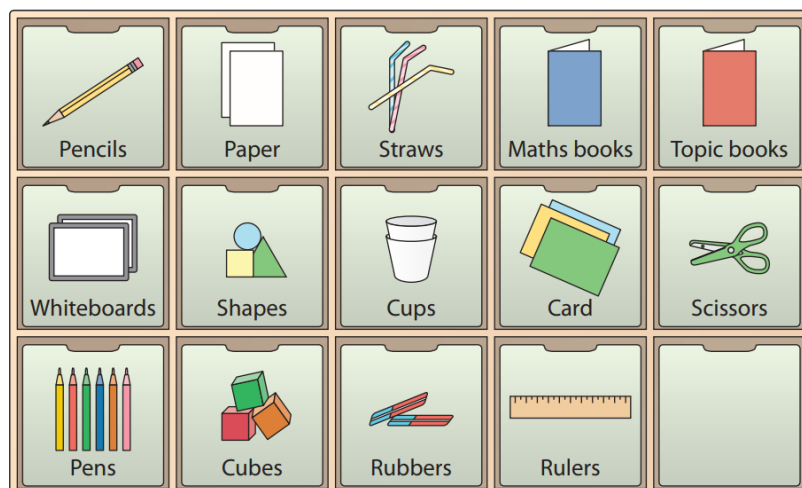 Pencils
Paper
Straws
Maths books
Topic books
Whiteboards
Shapes
Cups
Card
Scissors
Pens
Cubes
Rubbers
Rulers